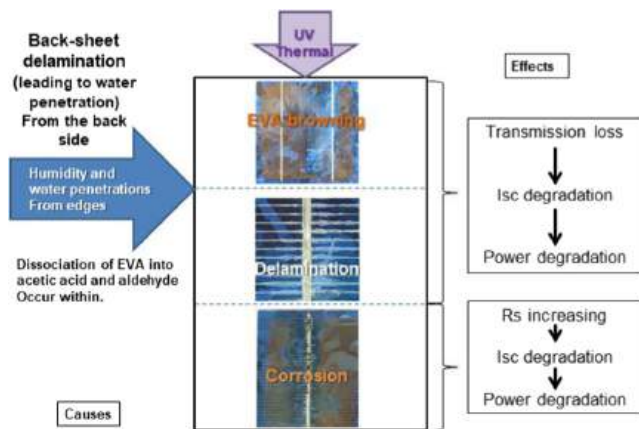 Back-sheet
delamination
(leading to water
penetration)
From the back
side
Humidity and
water penetrations
From edges
Dissociation of EVA into
acetic acid and aldehyde
Occur within.
Causes
UV
Thermal
EVA browning
Delamination
Corrosion
Effects
Transmission loss
Isc degradation
Power degradation
Rs increasing
Isc degradation
Power degradation